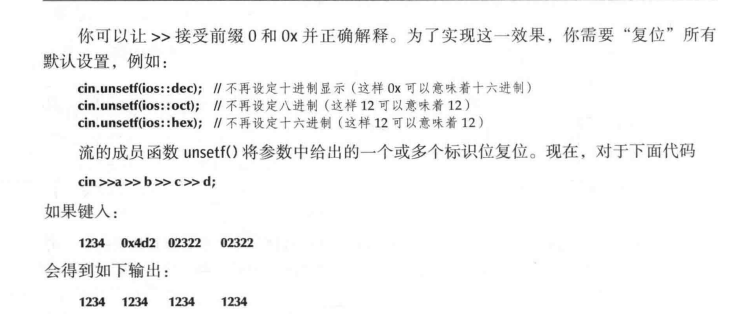 你可以让 >> 接受前缀 0 和 0x 并正确解释。为了实现这一效果，你需要“复位”所有
默认设置，例如：
cin.unsetf(ios::dec); // 不再设定十进制显示（这样 0x 可以意味着十六进制）
cin.unsetf(ios::oct); // 不再设定八进制（这样 12 可以意味着 12）
cin.unsetf(ios::hex); // 不再设定十六进制（这样 12 可以意味着 12）
流的成员函数 unsetf() 将参数中给出的一个或多个标识位复位。现在，对于下面代码
cin >>a >> b >> c >> d;
如果键入：
1234 0x4d2 02322 02322
会得到如下输出：
1234 1234 1234 1234